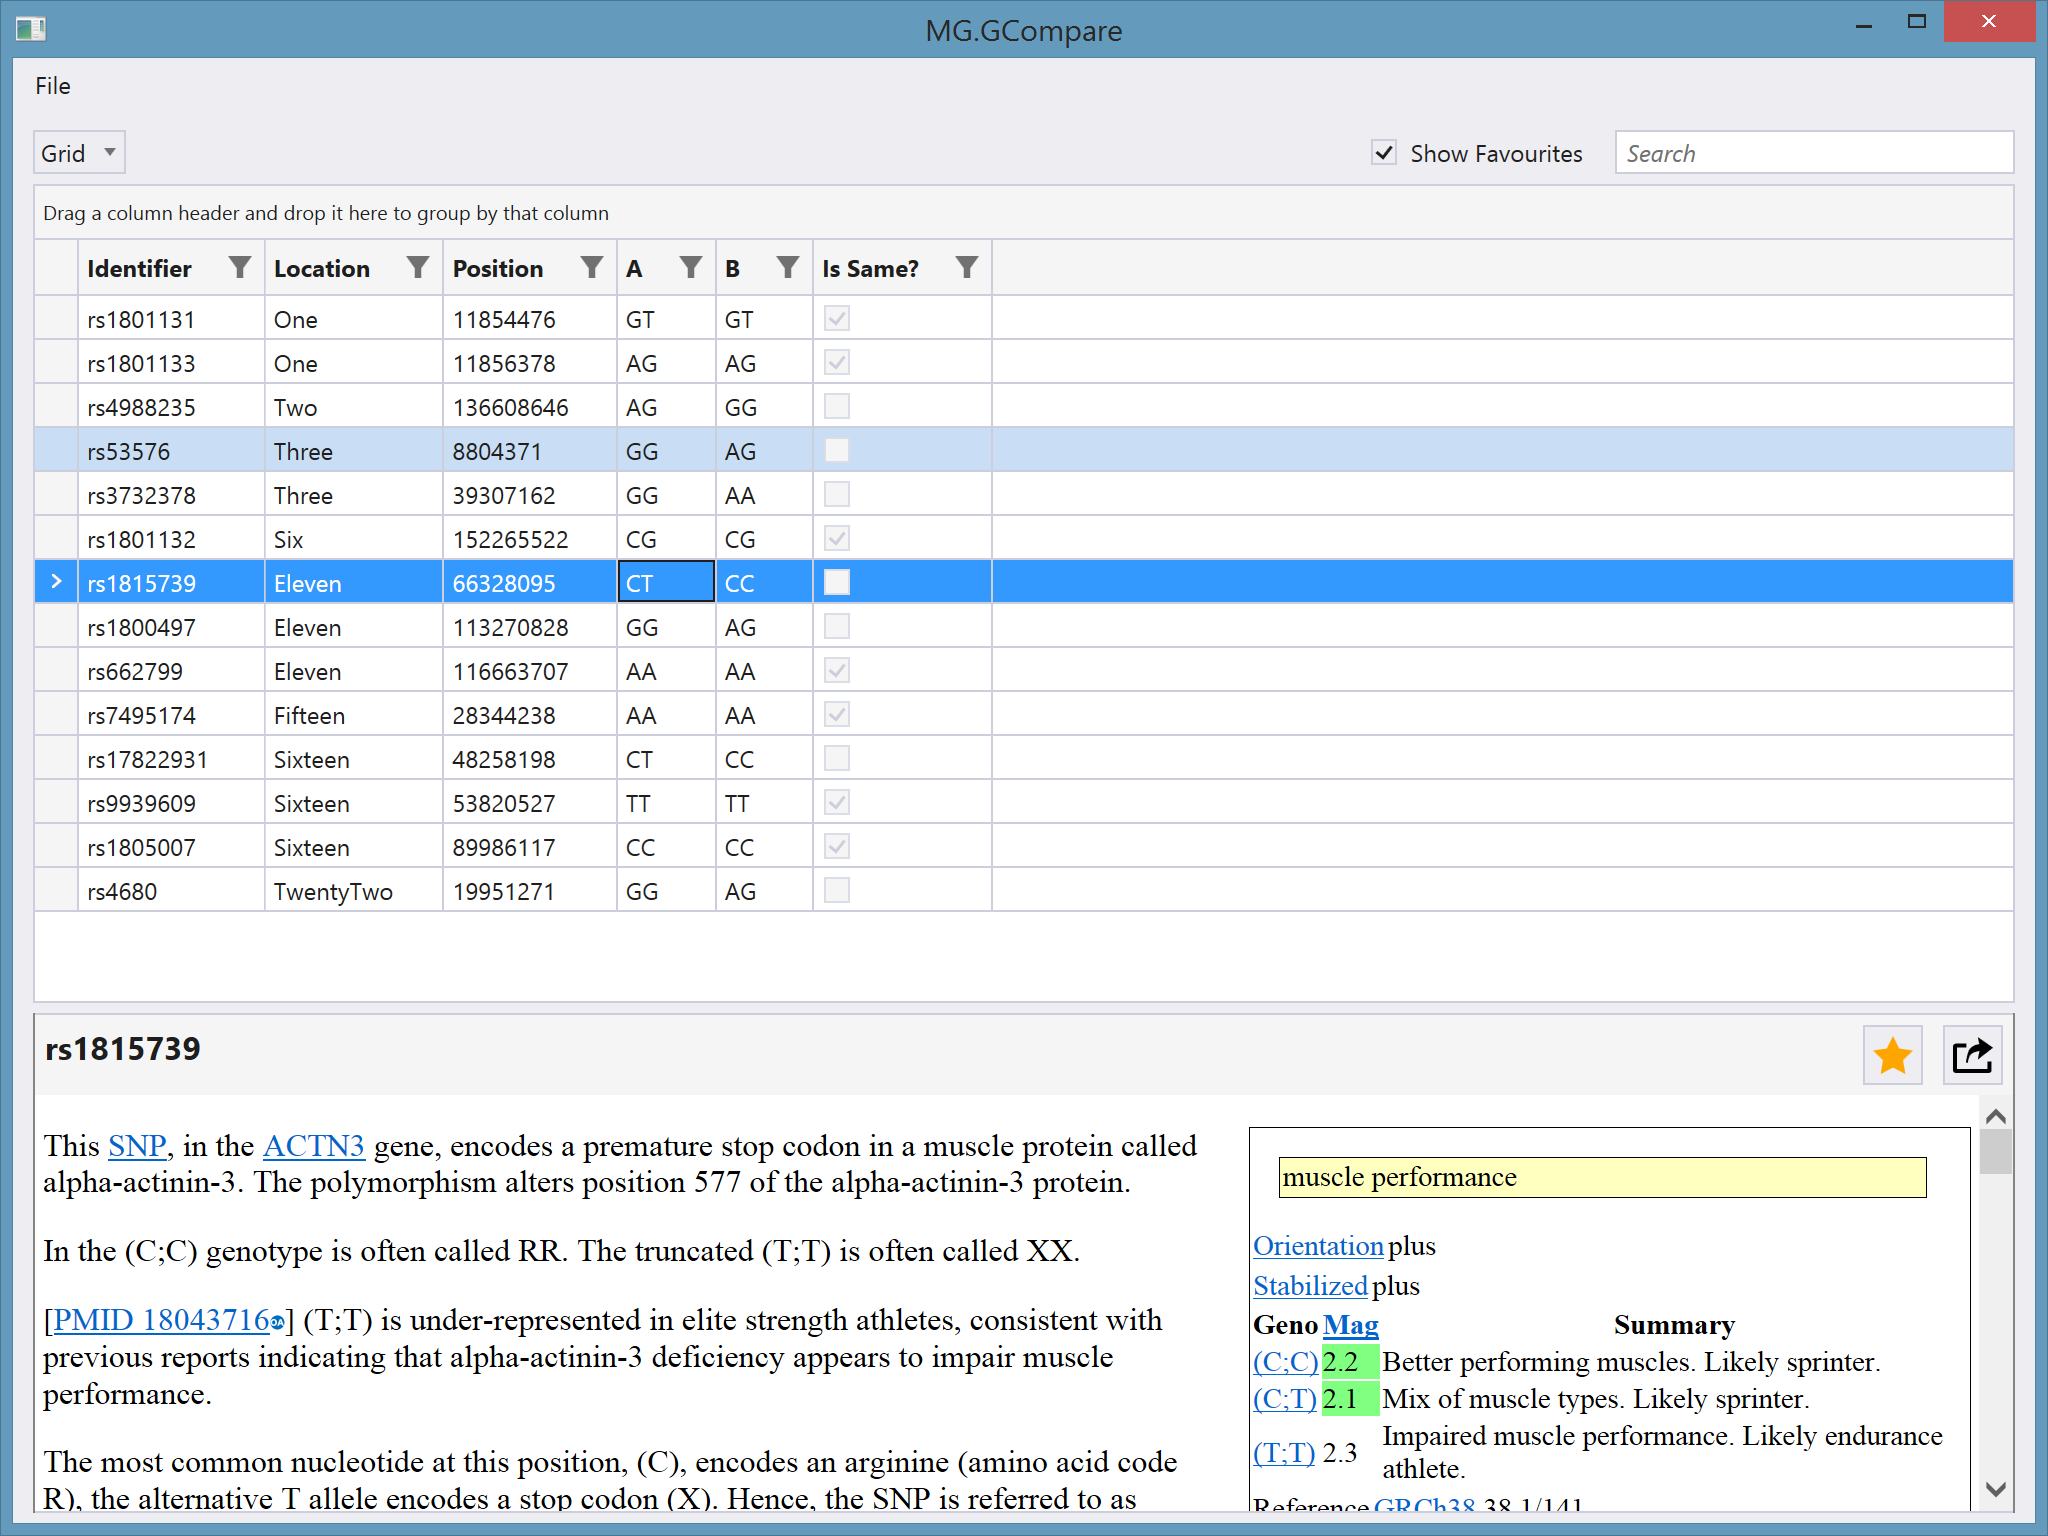 MG.GCompare
File
Grid
Show Favourites
Search
Drag a column header and drop it here to group by that column
Identifier Location Position A B Is Same?
rs1801131 One 11854476 GT GT
rs1801133 One 11856378 AG AG
rs4988235 Two 136608646 AG GG
rs53576 Three 8804371 GG AG
rs3732378 Three 39307162 GG AA
rs1801132 Six 152265522 CG CG
rs1815739 Eleven 66328095 CT CC
rs1800497 Eleven 113270828 GG AG
rs662799 Eleven 116663707 AA AA
rs7495174 Fifteen 28344238 AA AA
rs17822931 Sixteen 48258198 CT CC
rs9939609 Sixteen 53820527 TT TT
rs1805007 Sixteen 89986117 CC CC
rs4680 TwentyTwo 19951271 GG AG
rs1815739
This SNP, in the ACTN3 gene, encodes a premature stop codon in a muscle protein called
alpha-actinin-3. The polymorphism alters position 577 of the alpha-actinin-3 protein.
In the (C;C) genotype is often called RR. The truncated (T;T) is often called XX.
[PMID 18043716] (T;T) is under-represented in elite strength athletes, consistent with
previous reports indicating that alpha-actinin-3 deficiency appears to impair muscle
performance.
The most common nucleotide at this position, (C), encodes an arginine (amino acid code
R), the alternative T allele encodes a stop codon (X). Hence, the SNP is referred to as
muscle performance
Orientation plus
Stabilized plus
Geno Mag Summary
(C;C) 2.2 Better performing muscles. Likely sprinter.
(C;T) 2.1 Mix of muscle types. Likely sprinter.
(T;T) 2.3 Impaired muscle performance. Likely endurance
athlete.
Reference GRCh38 38.1/141